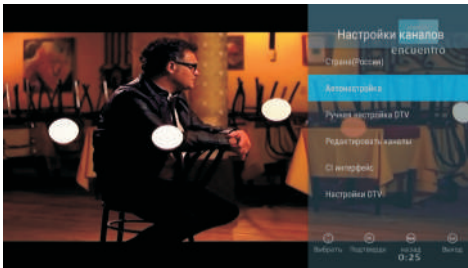 Настройки каналов
encuentro
Страна(Россия)
Автонастройка
Ручная настройка DTV
Редактировать каналы
CI интерфейс
Настройки DTV
Выбрать Подтверди назад Выход
0:25